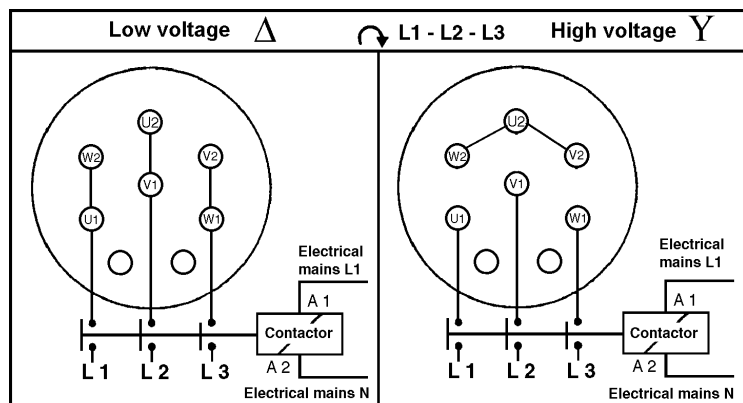 Low voltage Δ
L1 - L2 - L3
High voltage Y
U2
W2
V2
V1
U1
W1
Electrical
mains L1
A 1
Contactor
A 2
L 1
L 2
L 3
Electrical mains N
U2
W2
V2
V1
U1
W1
Electrical
mains L1
A 1
Contactor
A 2
L 1
L 2
L 3
Electrical mains N